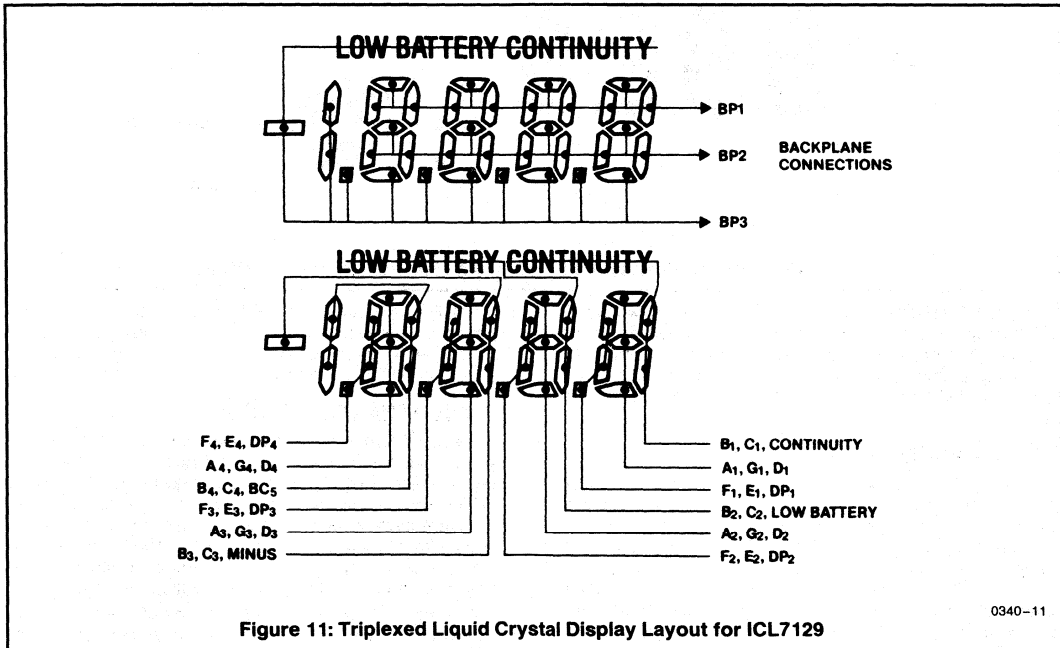 LOW BATTERY CONTINUITY
BP1
BP2
BACKPLANE
CONNECTIONS
BP3
LOW BATTERY CONTINUITY
F4, E4, DP4
A4, G4, D4
B4, C4, BC5
F3, E3, DP3
A3, G3, D3
B3, C3, MINUS
B1, C1, CONTINUITY
A1, G1, D1
F1, E1, DP1
B2, C2, LOW BATTERY
A2, G2, D2
F2, E2, DP2
0340–11
Figure 11: Triplexed Liquid Crystal Display Layout for ICL7129